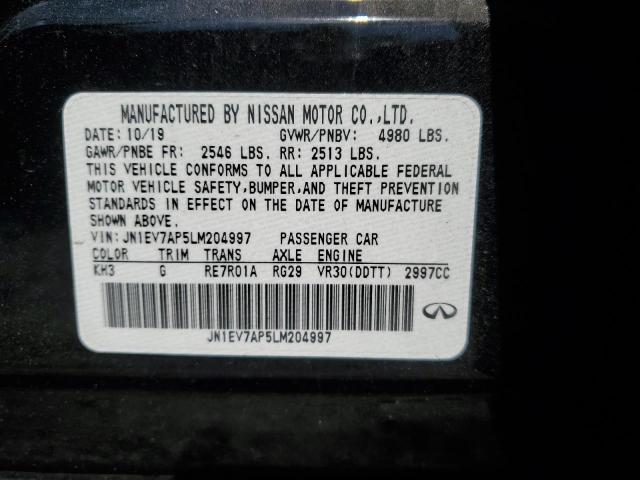 MANUFACTURED BY NISSAN MOTOR CO.,LTD.
DATE: 10/19 GVWR/PNBV: 4980 LBS.
GAWR/PNBE FR: 2546 LBS. RR: 2513 LBS.
THIS VEHICLE CONFORMS TO ALL APPLICABLE FEDERAL
MOTOR VEHICLE SAFETY,BUMPER,AND THEFT PREVENTION
STANDARDS IN EFFECT ON THE DATE OF MANUFACTURE
SHOWN ABOVE.
VIN: JN1EV7AP5LM204997 PASSENGER CAR
COLOR TRIM TRANS AXLE ENGINE
KH3 G RE7R01A RG29 VR30(DDTT) 2997CC
JN1EV7AP5LM204997